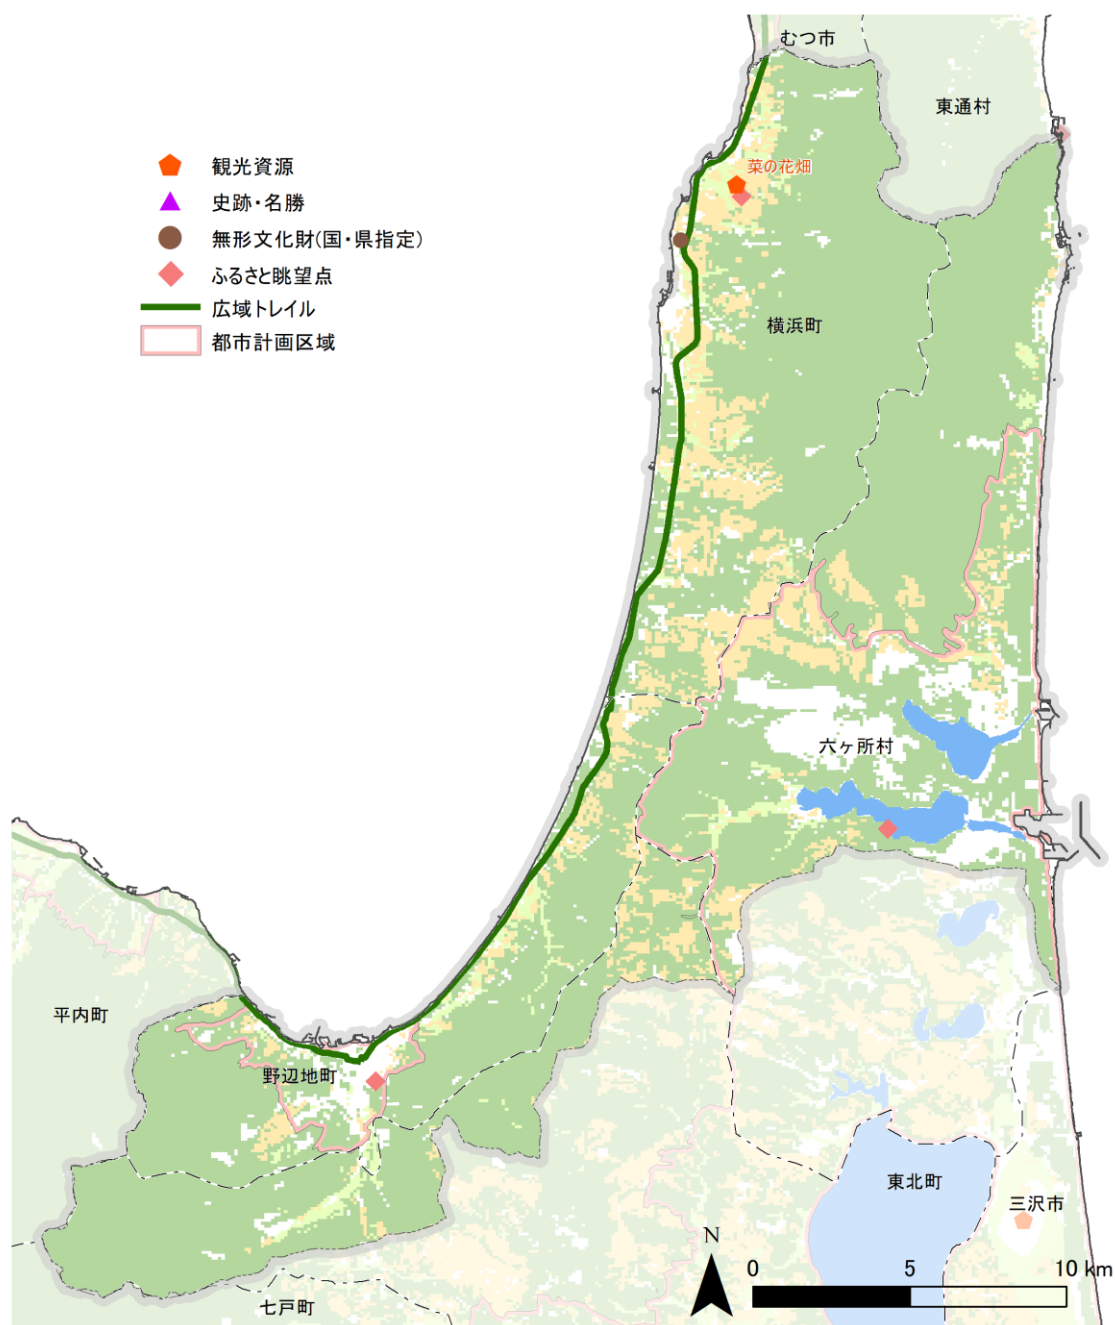 むつ市
東通村
観光資源
菜の花畑
史跡・名勝
無形文化財(国・県指定)
ふるさと眺望点
広域トレイル
横浜町
都市計画区域
六ヶ所村
平内町
野辺地町
東北町
三沢市
N
0 5 10 km
七戸町